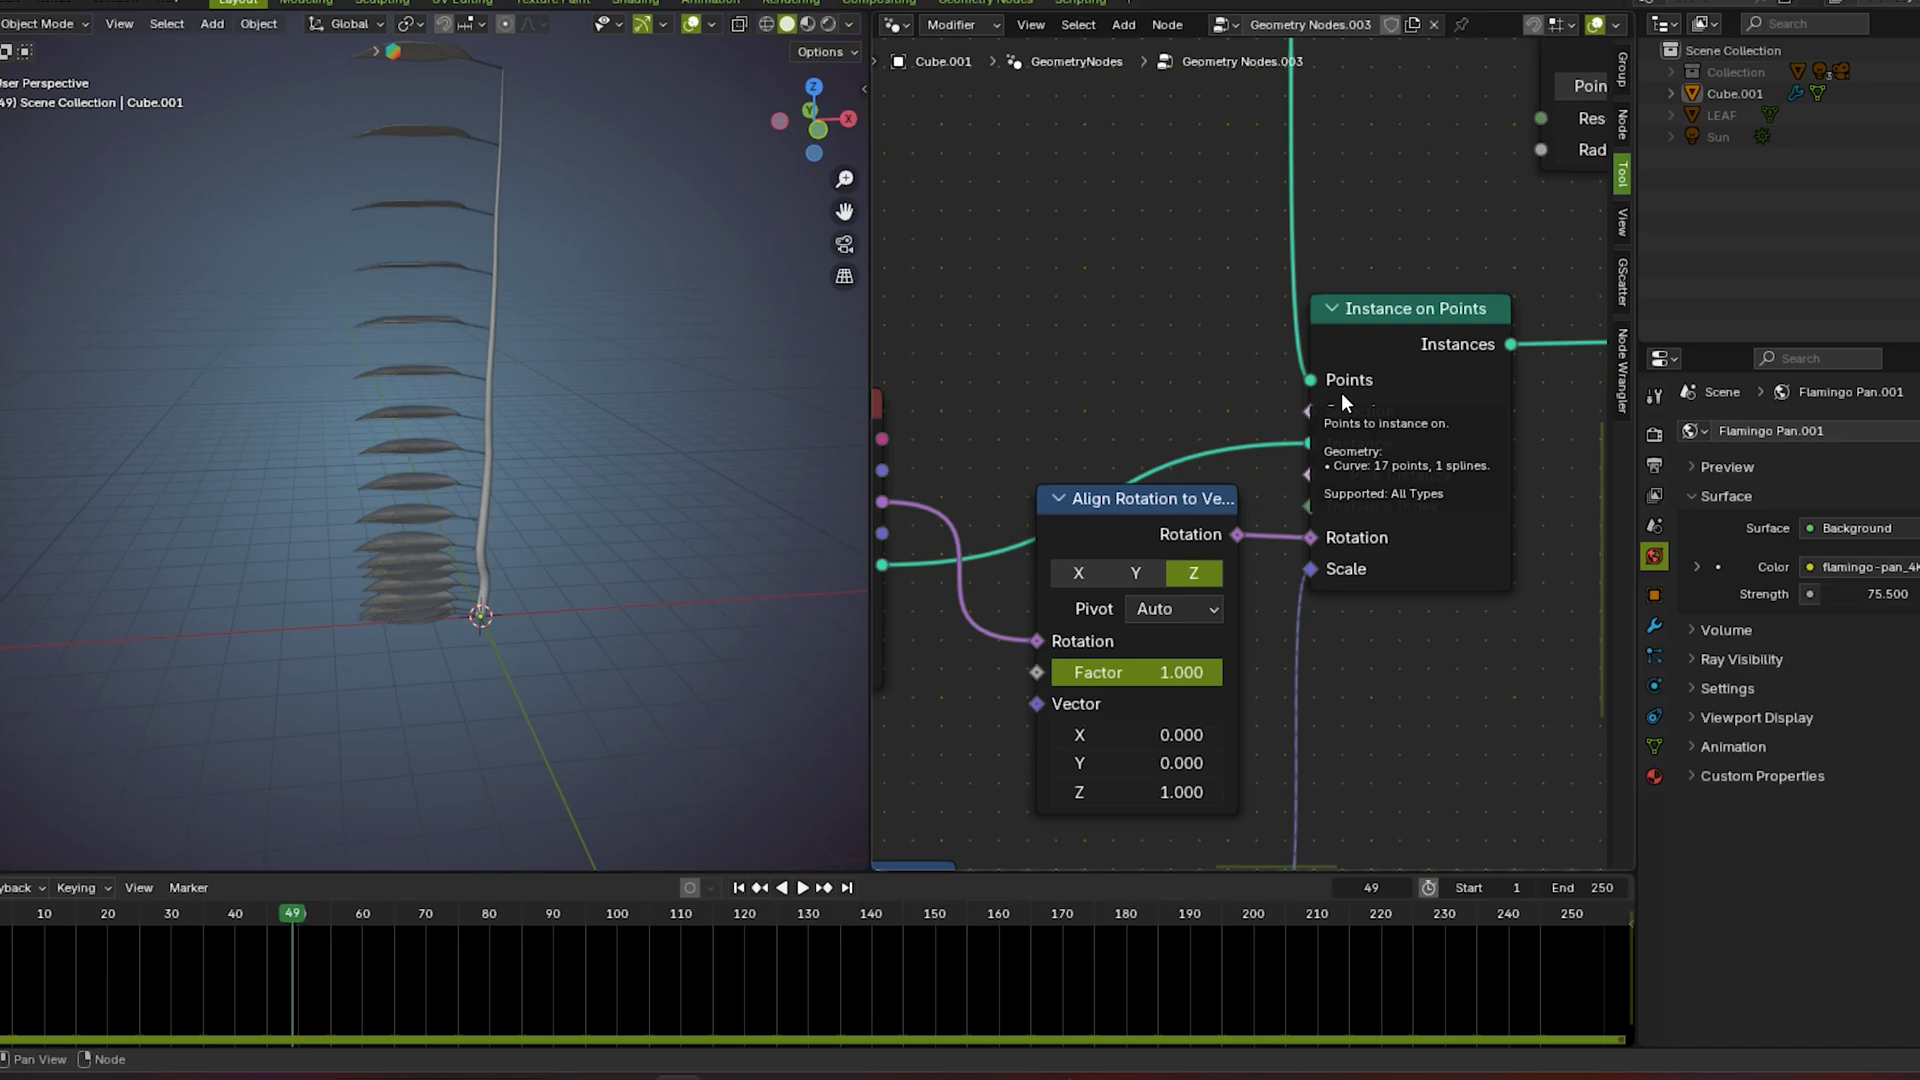 Object Mode View Select Add Object Global
Options
User Perspective
49) Scene Collection | Cube.001
Z
Y
X
Modifier View Select Add Node Geometry Nodes.003
Cube.001 GeometryNodes Geometry Nodes.003
Poin
Res
Rad
Instance on Points
Instances
Points
Points to instance on.
Geometry:
• Curve: 17 points, 1 splines.
Supported: All Types
Rotation
Scale
Align Rotation to Ve...
Rotation
X Y Z
Pivot Auto
Rotation
Factor 1.000
Vector
X 0.000
Y 0.000
Z 1.000
Group
Node
Tool
View
GScatter
Node Wrangler
Search
Scene Collection
Collection 3
Cube.001
LEAF
Sun
Search
Scene Flamingo Pan.001
Flamingo Pan.001
Preview
Surface
Surface Background
Color flamingo-pan_4K
Strength 75.500
Volume
Ray Visibility
Settings
Viewport Display
Animation
Custom Properties
yback Keying View Marker
49 Start 1 End 250
10 20 30 40 49 60 70 80 90 100 110 120 130 140 150 160 170 180 190 200 210 220 230 240 250
Pan View Node